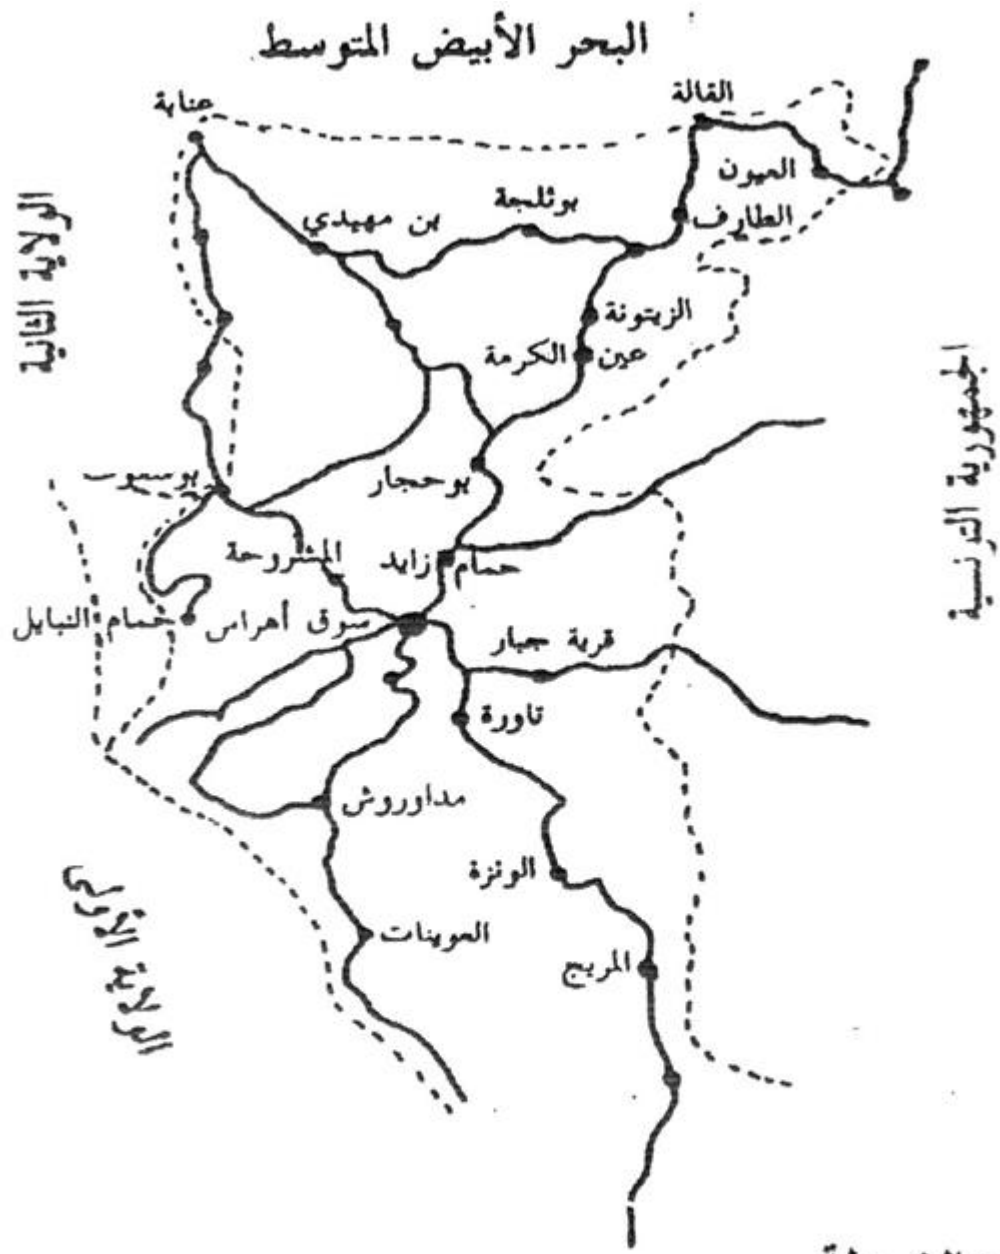 البحر الأبيض المتوسط
عنابة
القالة
العيون
الطارف
بوثلجة
بن مهيدي
الولاية الثانية
الزيتونة
عين الكرمة
الجمهورية التونسية
بوحجار
المشروحة
حمام زايد
حمام النبايل
سوق أهراس
قرية جبار
تاورة
مداوروش
الونزة
الولاية الأولى
العوينات
المريج